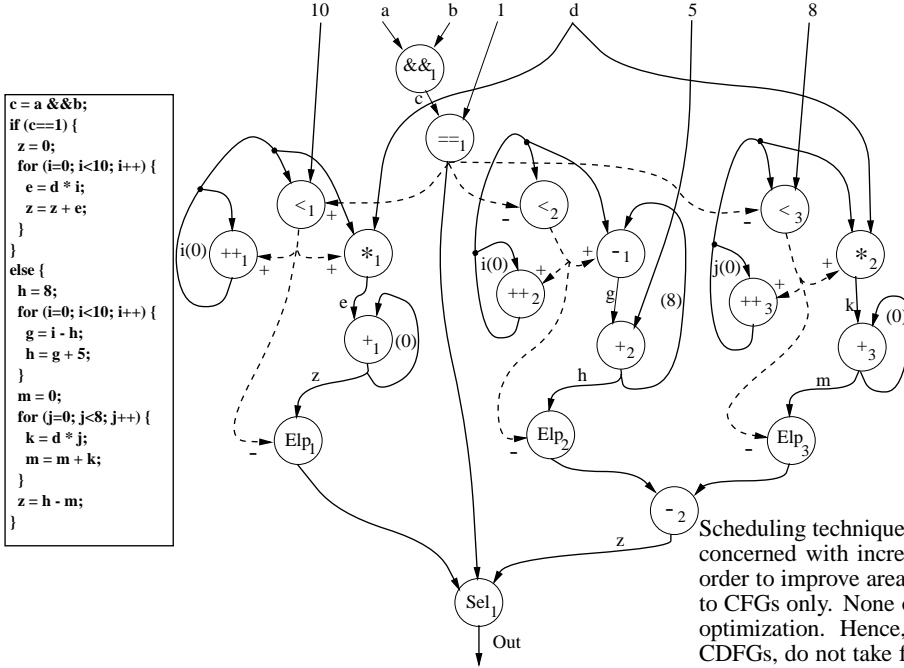 10 a b 1 d 5 8
&&1
c
==1
c = a &&b;
if (c==1) {
z = 0;
for (i=0; i<10; i++) {
e = d * i;
z = z + e;
}
}
else {
h = 8;
for (i=0; i<10; i++) {
g = i - h;
h = g + 5;
}
m = 0;
for (j=0; j<8; j++) {
k = d * j;
m = m + k;
}
z = h - m;
}
<1 + <2 - <3 -
i(0) ++1 + + *1
i(0) ++2 + + -1
j(0) ++3 + + *2
e g (8) k
+1 (0) +2 +3 (0)
z h m
Elp1 - Elp2 - Elp3 -
-2
z
Sel1
Out
Scheduling technique
concerned with incre
order to improve area
to CFGs only. None
optimization. Hence,
CDFGs, do not take f